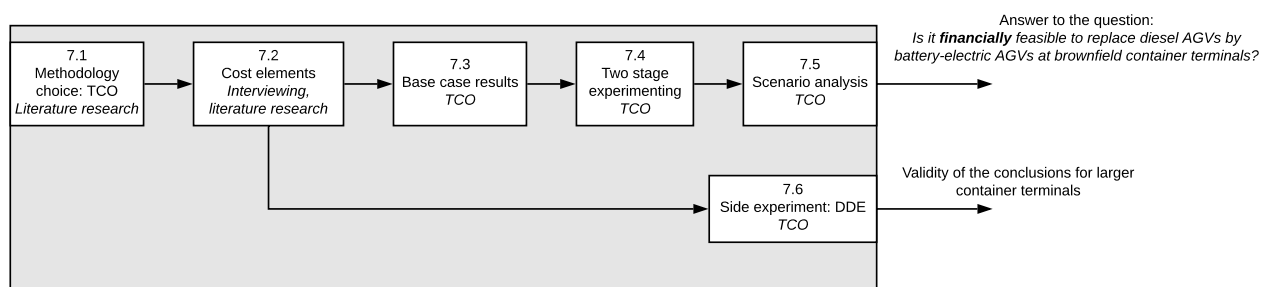 7.1
Methodology
choice: TCO
Literature research
7.2
Cost elements
Interviewing,
literature research
7.3
Base case results
TCO
7.4
Two stage
experimenting
TCO
7.5
Scenario analysis
TCO
Answer to the question:
Is it financially feasible to replace diesel AGVs by
battery-electric AGVs at brownfield container terminals?
7.6
Side experiment: DDE
TCO
Validity of the conclusions for larger
container terminals